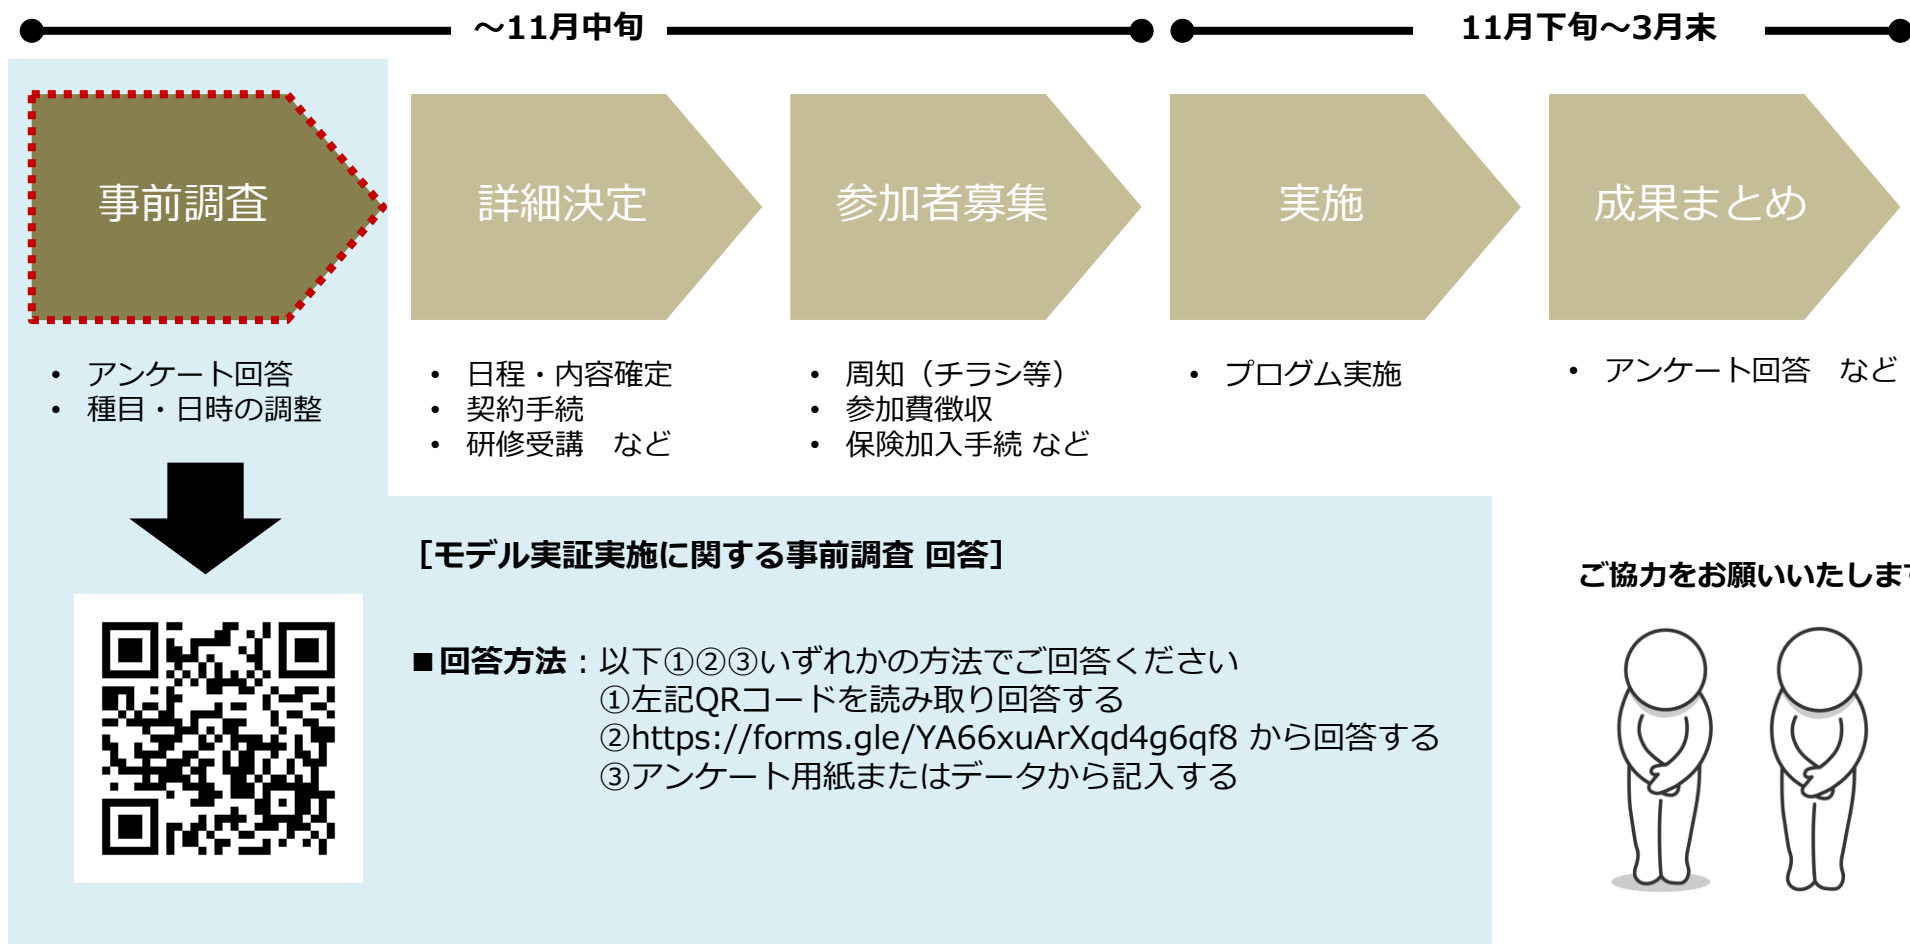 ~11月中旬
11月下旬~3月末
事前調査
詳細決定
参加者募集
実施
成果まとめ
• アンケート回答
• 種目・日時の調整
• 日程・内容確定
• 契約手続
• 研修受講　など
• 周知（チラシ等）
• 参加費徴収
• 保険加入手続 など
• プログム実施
• アンケート回答　など
［モデル実証実施に関する事前調査 回答］
■回答方法：以下①②③いずれかの方法でご回答ください
①左記QRコードを読み取り回答する
②https://forms.gle/YA66xuArXqd4g6qf8 から回答する
③アンケート用紙またはデータから記入する
ご協力をお願いいたします